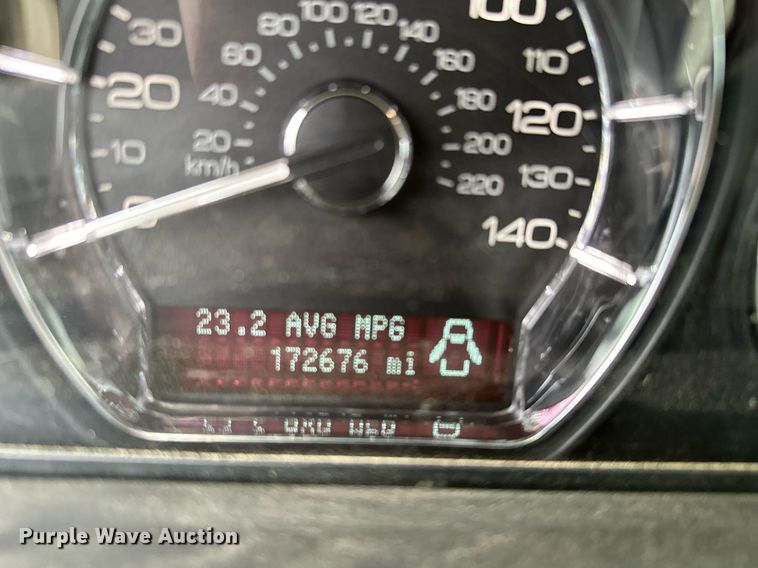 100
80 120
30 60 140 110
160
20 40 180 120
20 200
10 km/h 220 130
0 140
23.2 AVG MPG
172676 mi
Purple Wave Auction